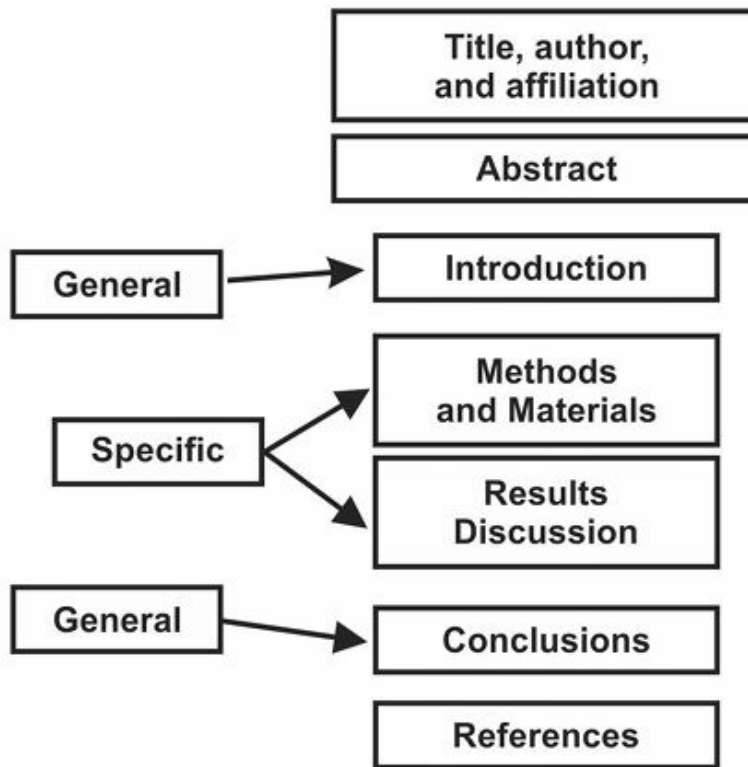 Title, author,
and affiliation
Abstract
General
Introduction
Methods
and Materials
Specific
Results
Discussion
General
Conclusions
References